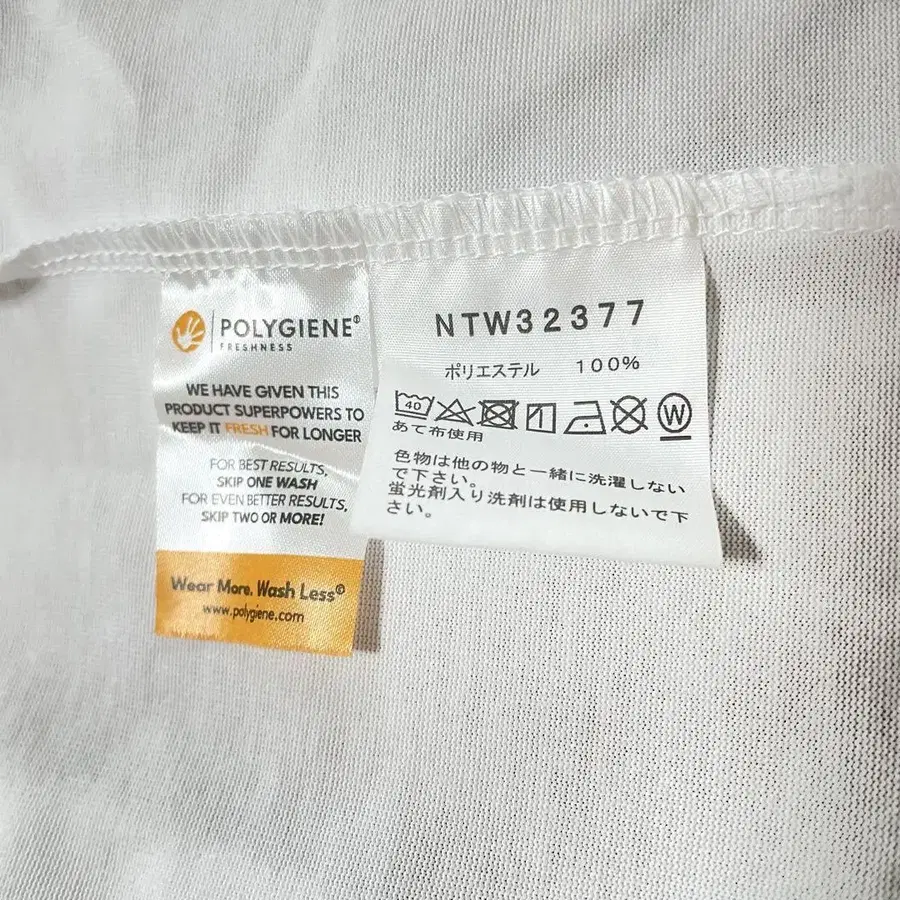 POLYGIENE®
FRESHNESS
WE HAVE GIVEN THIS
PRODUCT SUPERPOWERS TO
KEEP IT FRESH FOR LONGER
FOR BEST RESULTS,
SKIP ONE WASH
FOR EVEN BETTER RESULTS,
SKIP TWO OR MORE!
Wear More. Wash Less®
www.polygiene.com
NTW32377
ポリエステル 100%
40 W
あて布使用
色物は他の物と一緒に洗濯しない
で下さい。
蛍光剤入り洗剤は使用しないで下
さい。